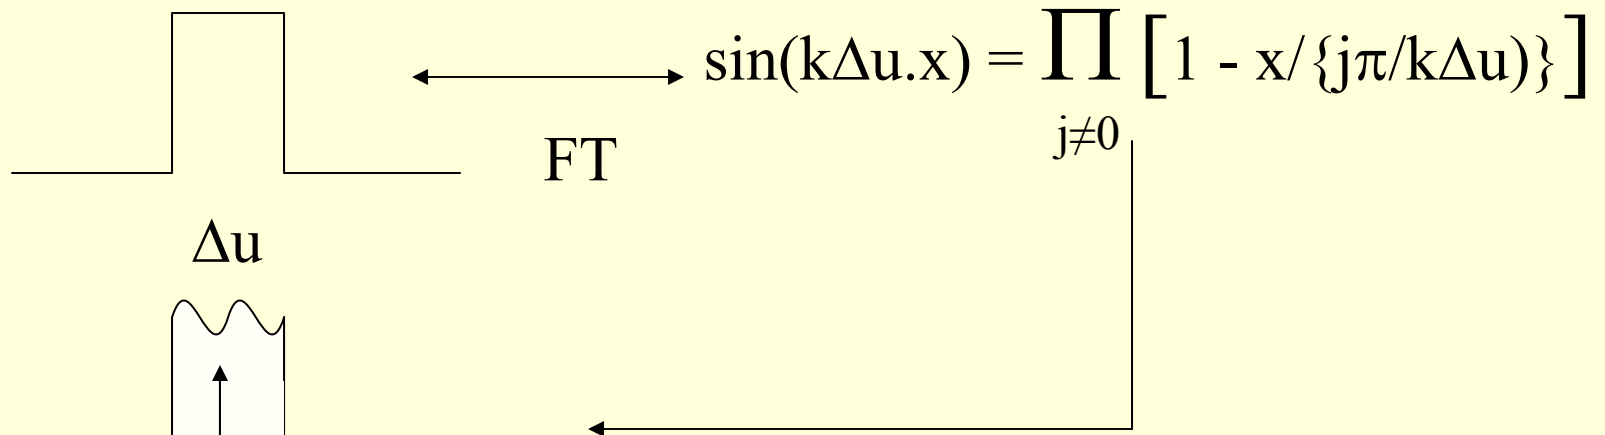 sin(kΔu.x) = Π [1 - x/{jπ/kΔu)}]
j≠0
FT
Δu